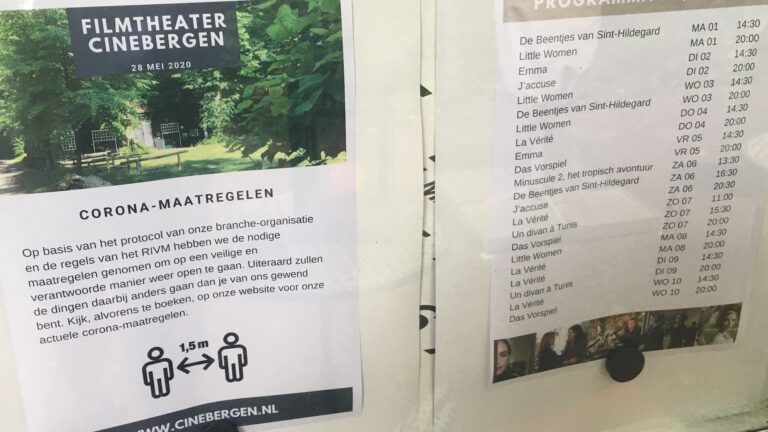 FILMTHEATER
CINEBERGEN
28 MEI 2020
CORONA-MAATREGELEN
Op basis van het protocol van onze branche-organisatie
en de regels van het RIVM hebben we de nodige
maatregelen genomen om op een veilige en
verantwoorde manier weer open te gaan. Uiteraard zullen
de dingen daarbij anders gaan dan je van ons gewend
bent. Kijk, alvorens te boeken, op onze website voor onze
actuele corona-maatregelen.
1,5m
WWW.CINEBERGEN.NL
De Beentjes van Sint-Hildegard
Little Women
Emma
J'accuse
Little Women
De Beentjes van Sint-Hildegard
Little Women
La Vérité
Emma
Das Vorspiel
Minuscule 2, het tropisch avontuur
De Beentjes van Sint-Hildegard
J'accuse
La Vérité
Un divan à Tunis
Das Vorspiel
La Vérité
La Vérité
Un divan à Tunis
La Vérité
Das Vorspiel
MA 01 14:30
MA 01 20:00
DI 02 14:30
DI 02 20:00
WO 03 14:30
WO 03 20:00
DO 04 14:30
DO 04 20:00
VR 05 14:30
VR 05 20:00
ZA 06 13:30
ZA 06 16:30
ZA 06 20:30
ZO 07 11:00
ZO 07 15:30
ZO 07 20:00
MA 08 14:30
MA 08 20:00
DI 09 14:30
DI 09 20:00
WO 10 14:30
WO 10 20:00